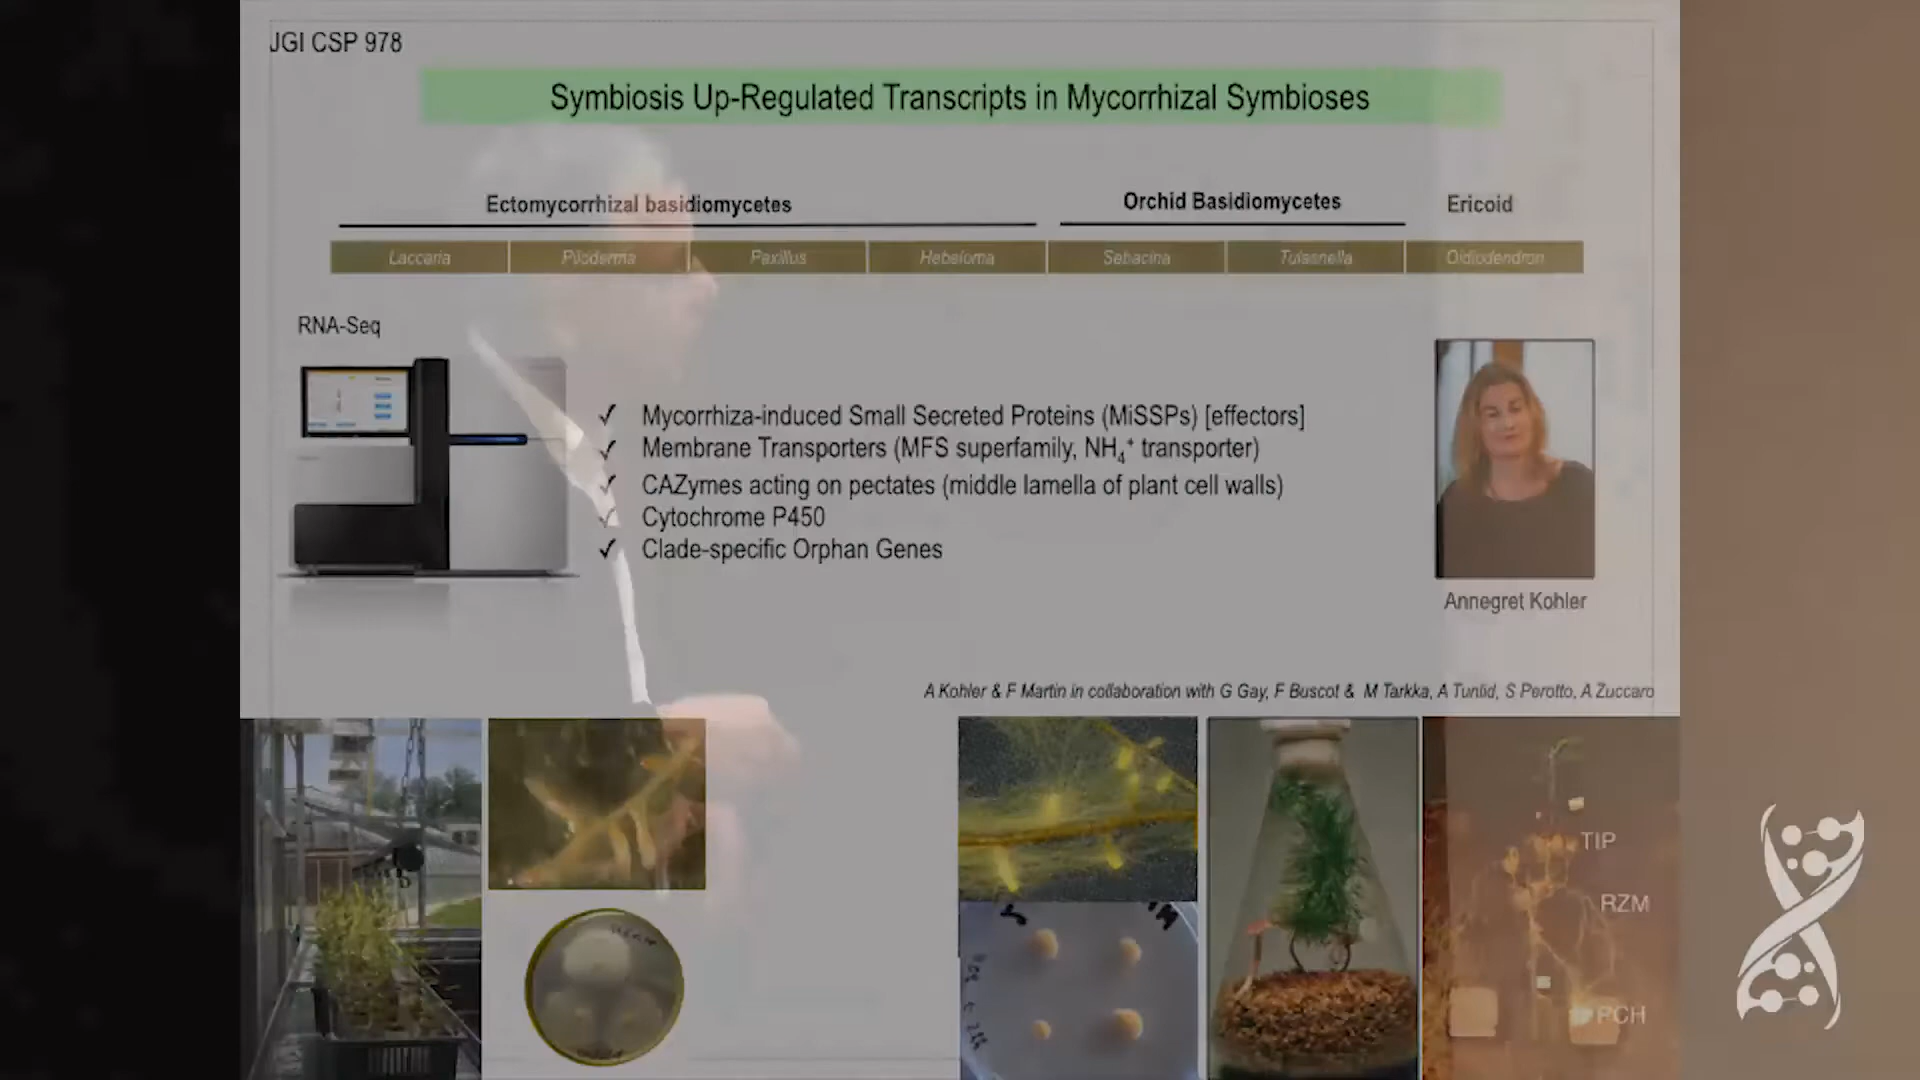 JGI CSP 978
Symbiosis Up-Regulated Transcripts in Mycorrhizal Symbioses
Ectomycorrhizal basidiomycetes
Orchid Basidiomycetes
Ericoid
Laccaria
Piloderma
Paxillus
Hebeloma
Sebacina
Tulasnella
Oidiodendron
RNA-Seq
✓ Mycorrhiza-induced Small Secreted Proteins (MiSSPs) [effectors]
✓ Membrane Transporters (MFS superfamily, NH₄⁺ transporter)
✓ CAZymes acting on pectates (middle lamella of plant cell walls)
✓ Cytochrome P450
✓ Clade-specific Orphan Genes
Annegret Kohler
A Kohler & F Martin in collaboration with G Gay, F Buscot & M Tarkka, A Tunlid, S Perotto, A Zuccaro
TIP
RZM
PCH